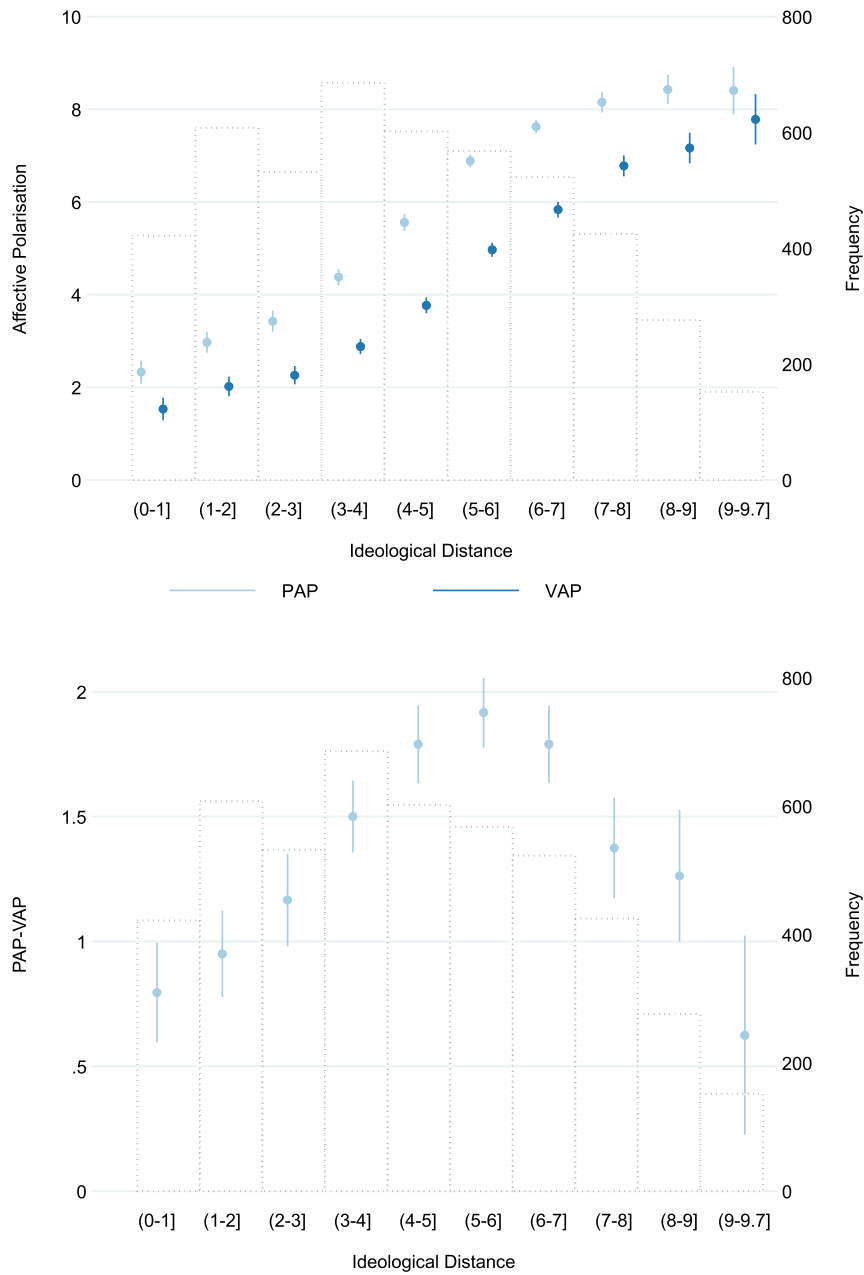 10
8
6
4
2
0
Affective Polarisation
800
600
400
200
0
Frequency
(0-1] (1-2] (2-3] (3-4] (4-5] (5-6] (6-7] (7-8] (8-9] (9-9.7]
Ideological Distance
PAP VAP
2
1.5
1
.5
0
PAP-VAP
800
600
400
200
0
Frequency
(0-1] (1-2] (2-3] (3-4] (4-5] (5-6] (6-7] (7-8] (8-9] (9-9.7]
Ideological Distance